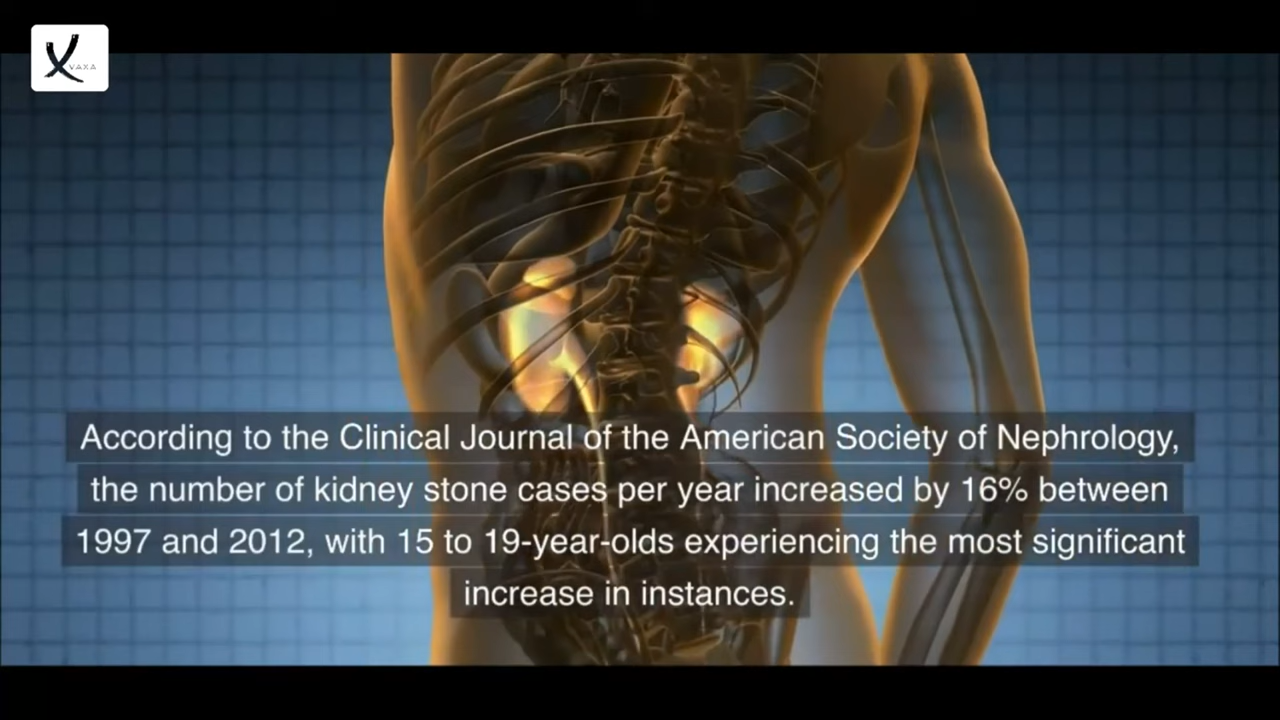 VAXA
According to the Clinical Journal of the American Society of Nephrology,
the number of kidney stone cases per year increased by 16% between
1997 and 2012, with 15 to 19-year-olds experiencing the most significant
increase in instances.